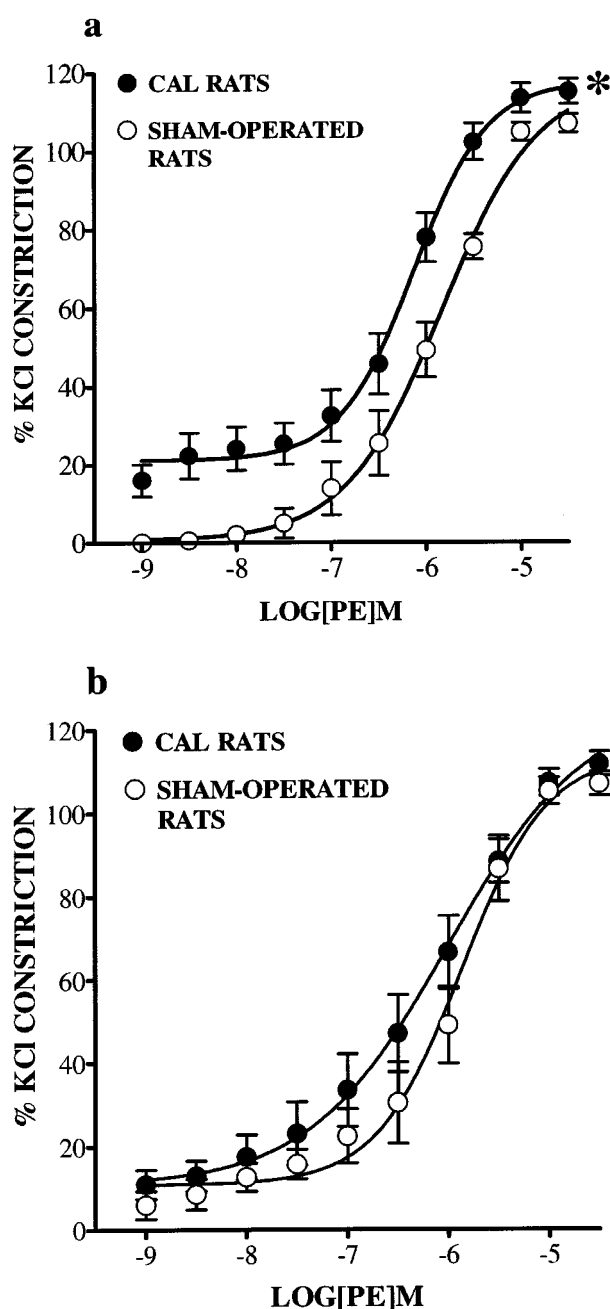 a
120
100
80
60
40
20
0
% KCl CONSTRICTION
CAL RATS
SHAM-OPERATED
RATS
*
-9 -8 -7 -6 -5
LOG[PE]M
b
120
100
80
60
40
20
0
% KCl CONSTRICTION
CAL RATS
SHAM-OPERATED
RATS
-9 -8 -7 -6 -5
LOG[PE]M